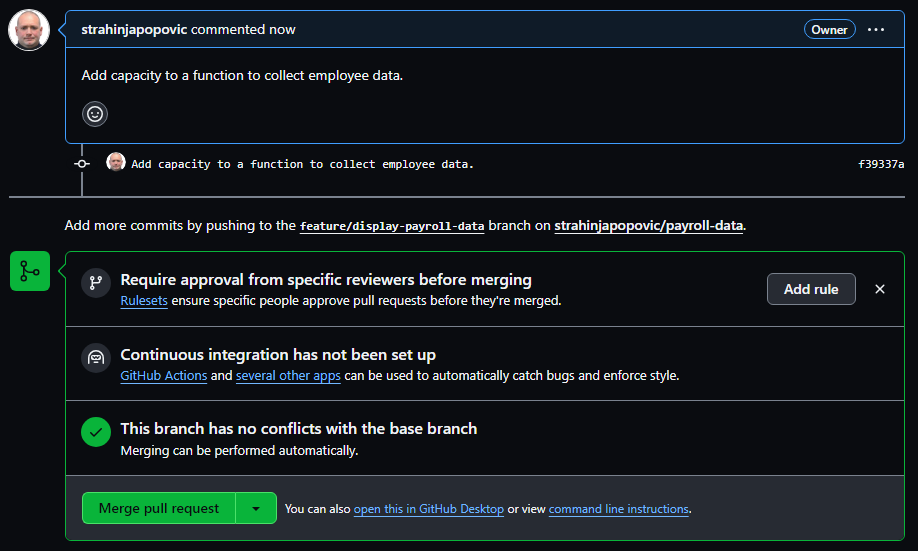 strahinjapopovic commented now
Owner
Add capacity to a function to collect employee data.
Add capacity to a function to collect employee data.
f39337a
Add more commits by pushing to the feature/display-payroll-data branch on strahinjapopovic/payroll-data.
Require approval from specific reviewers before merging
Rulesets ensure specific people approve pull requests before they're merged.
Add rule
Continuous integration has not been set up
GitHub Actions and several other apps can be used to automatically catch bugs and enforce style.
This branch has no conflicts with the base branch
Merging can be performed automatically.
Merge pull request
You can also open this in GitHub Desktop or view command line instructions.